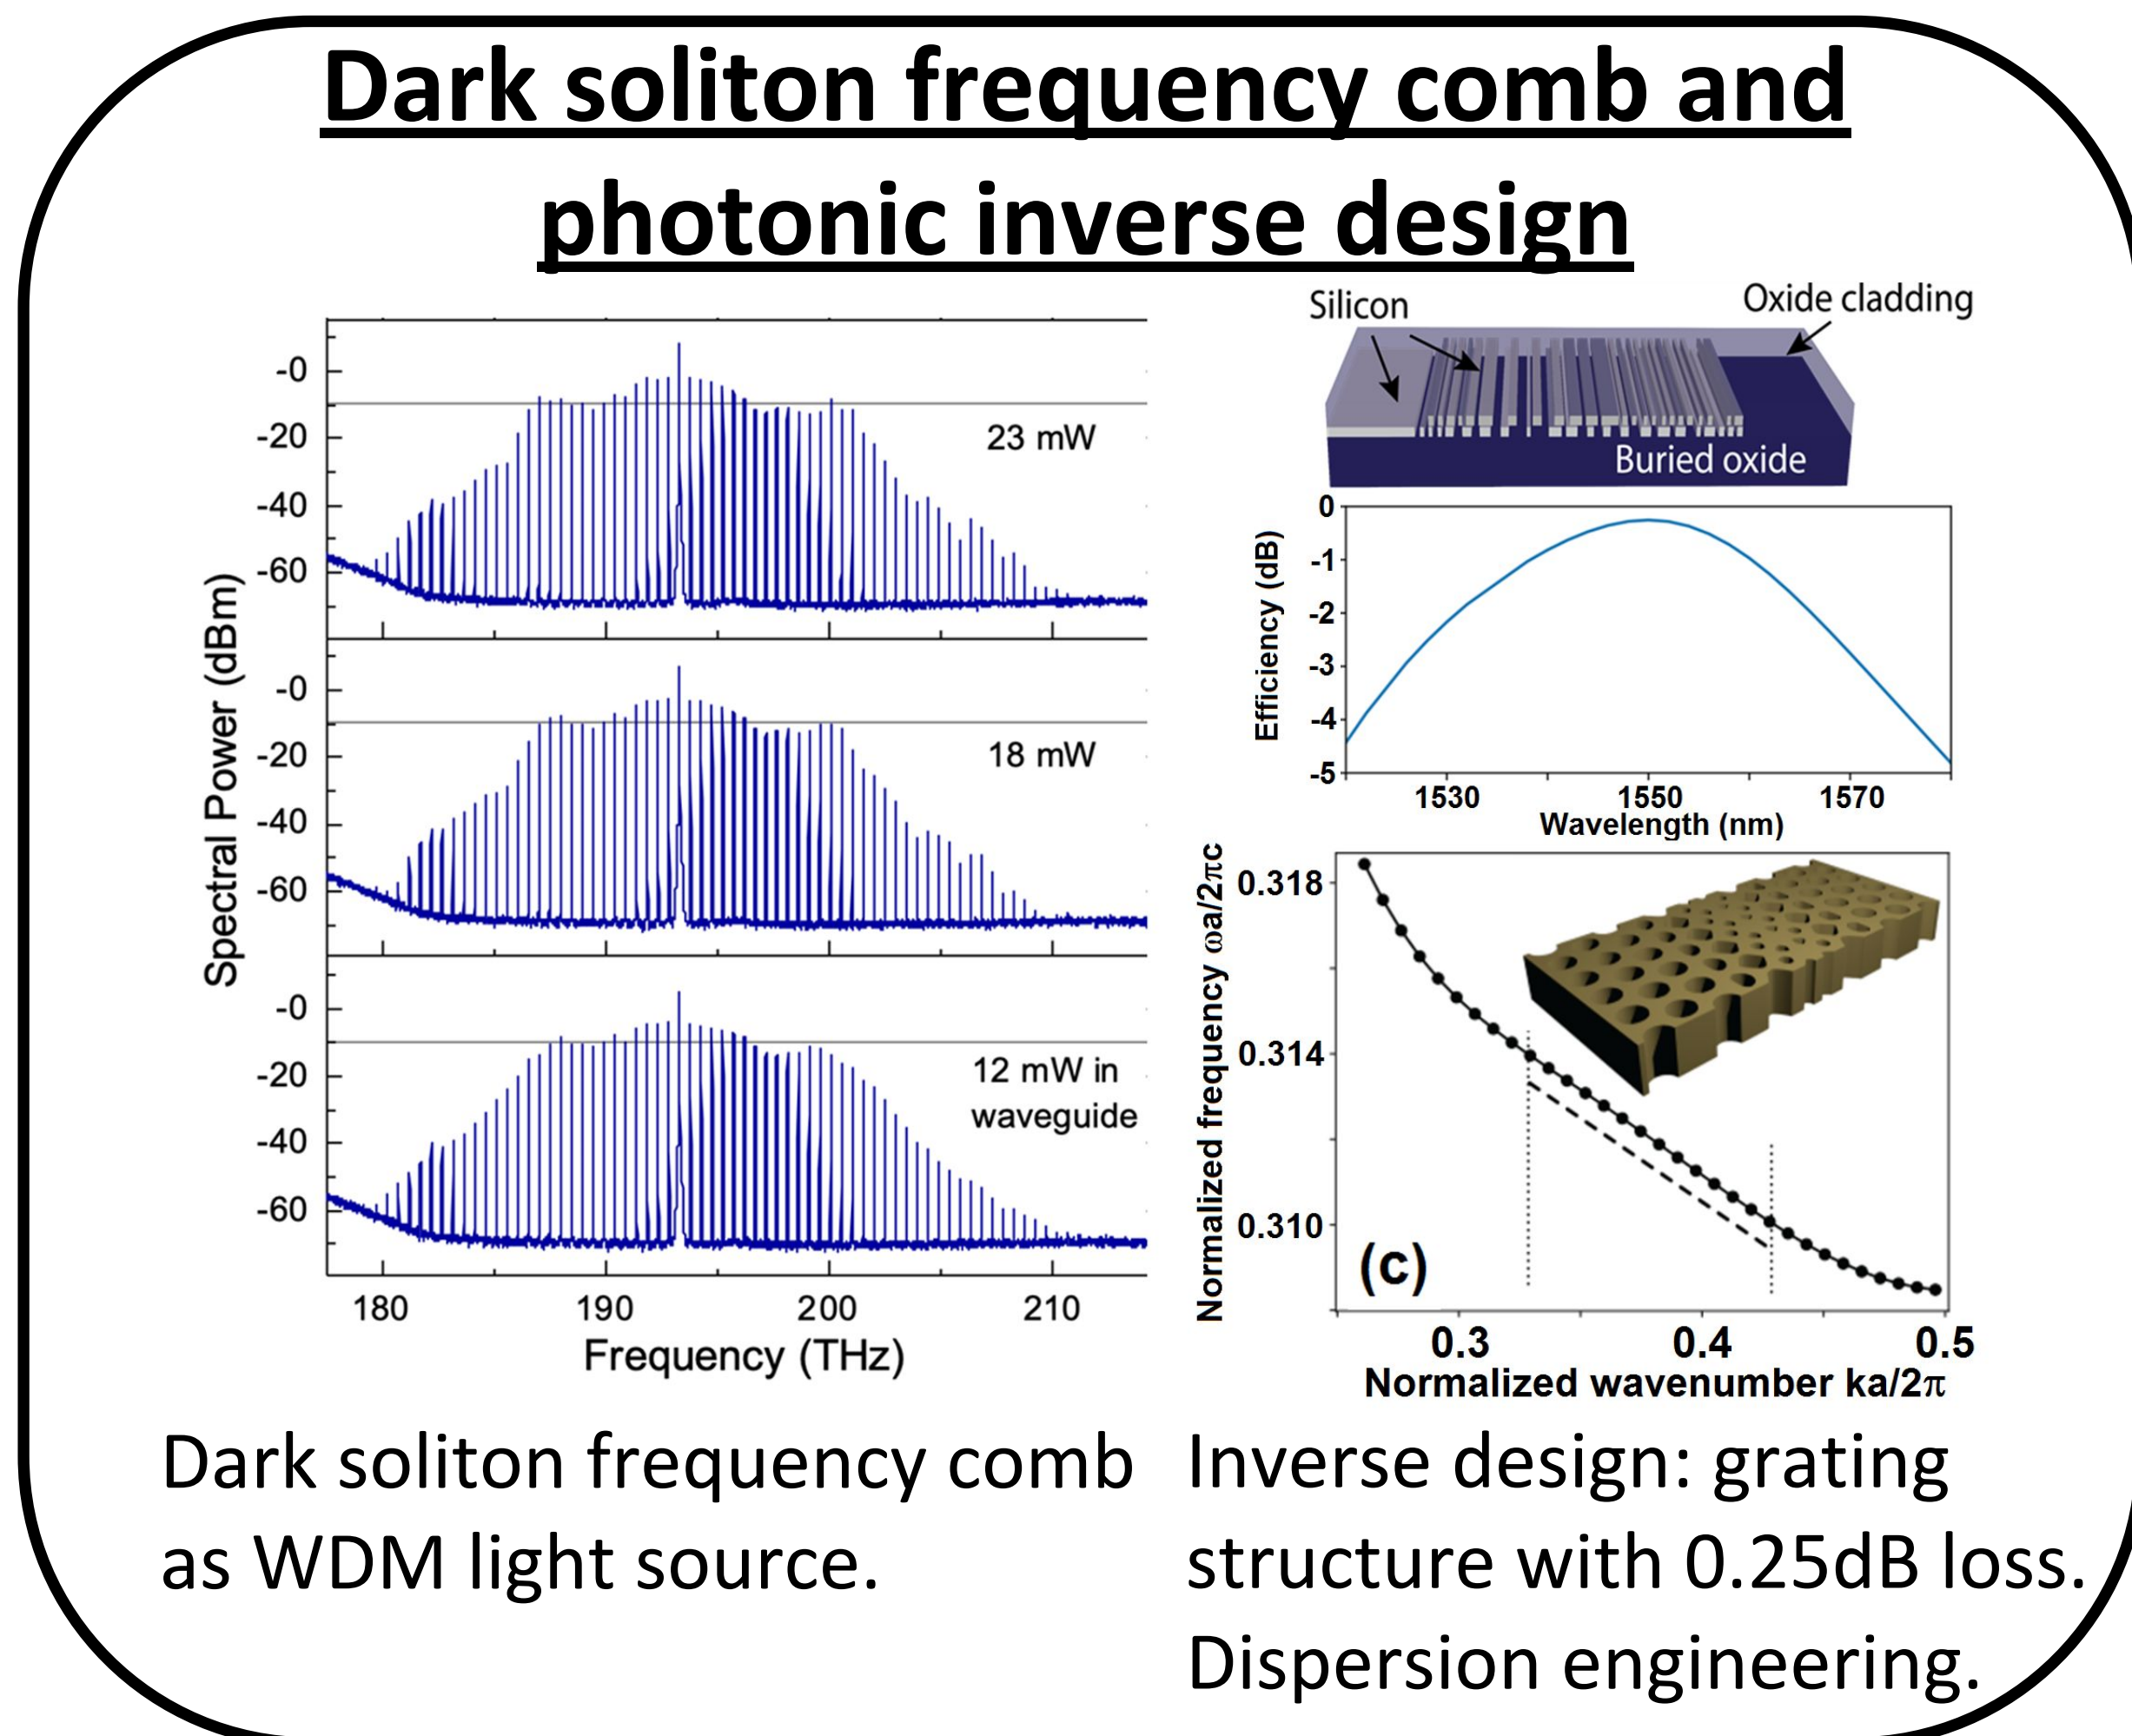 Dark soliton frequency comb and
photonic inverse design
Spectral Power (dBm)
-0
-20
-40
-60
23 mW
-0
-20
-40
-60
18 mW
-0
-20
-40
-60
12 mW in
waveguide
180 190 200 210
Frequency (THz)
Silicon
Oxide cladding
Buried oxide
Efficiency (dB)
0
-1
-2
-3
-4
-5
1530 1550 1570
Wavelength (nm)
Normalized frequency ωa/2πc
0.318
0.314
0.310
(c)
0.3 0.4 0.5
Normalized wavenumber ka/2π
Dark soliton frequency comb
as WDM light source.
Inverse design: grating
structure with 0.25dB loss.
Dispersion engineering.